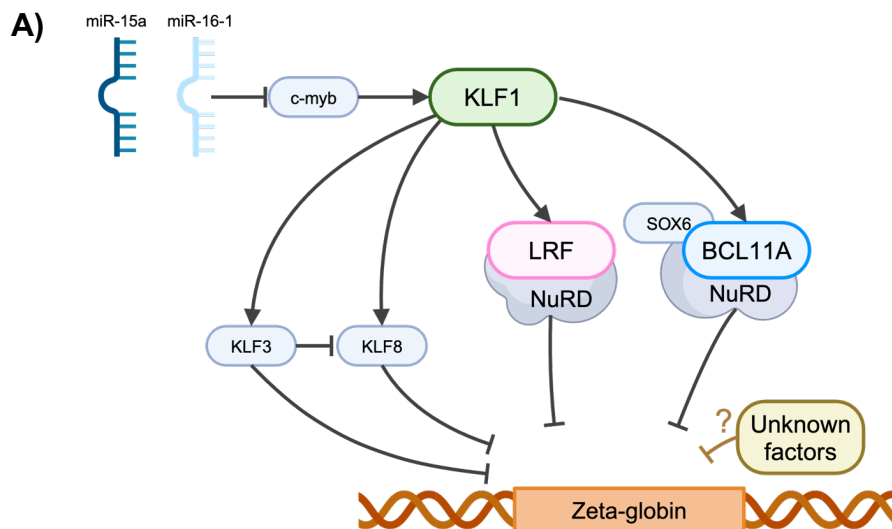 A)
miR-15a
miR-16-1
c-myb
KLF1
SOX6
LRF
BCL11A
NuRD
NuRD
KLF3
KLF8
?
Unknown
factors
Zeta-globin